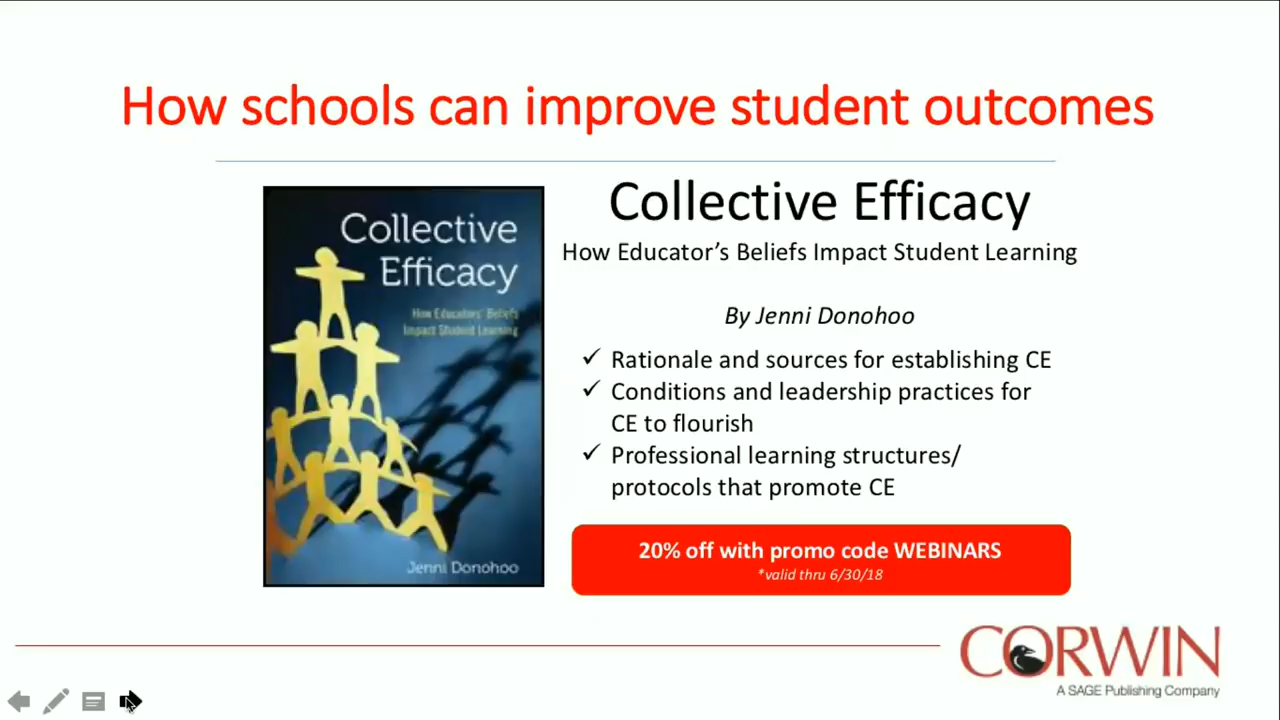 How schools can improve student outcomes
Collective
Efficacy
How Educators' Beliefs
Impact Student Learning
Jenni Donohoo
Collective Efficacy
How Educator's Beliefs Impact Student Learning
By Jenni Donohoo
✓ Rationale and sources for establishing CE
✓ Conditions and leadership practices for
CE to flourish
✓ Professional learning structures/
protocols that promote CE
20% off with promo code WEBINARS
*valid thru 6/30/18
CORWIN
A SAGE Publishing Company